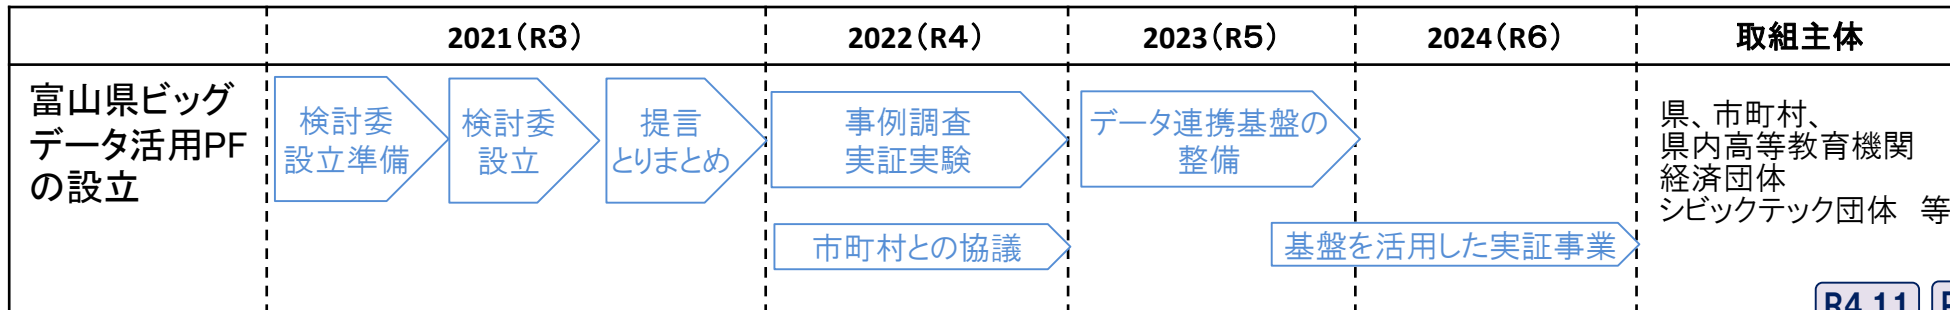 2021（R3）
2022（R4）
2023（R5）
2024（R6）
取組主体
富山県ビッグ
データ活用PF
の設立
検討委
設立準備
検討委
設立
提言
とりまとめ
事例調査
実証実験
データ連携基盤の
整備
県、市町村、
県内高等教育機関
経済団体
シビックテック団体　等
市町村との協議
基盤を活用した実証事業
R4.11